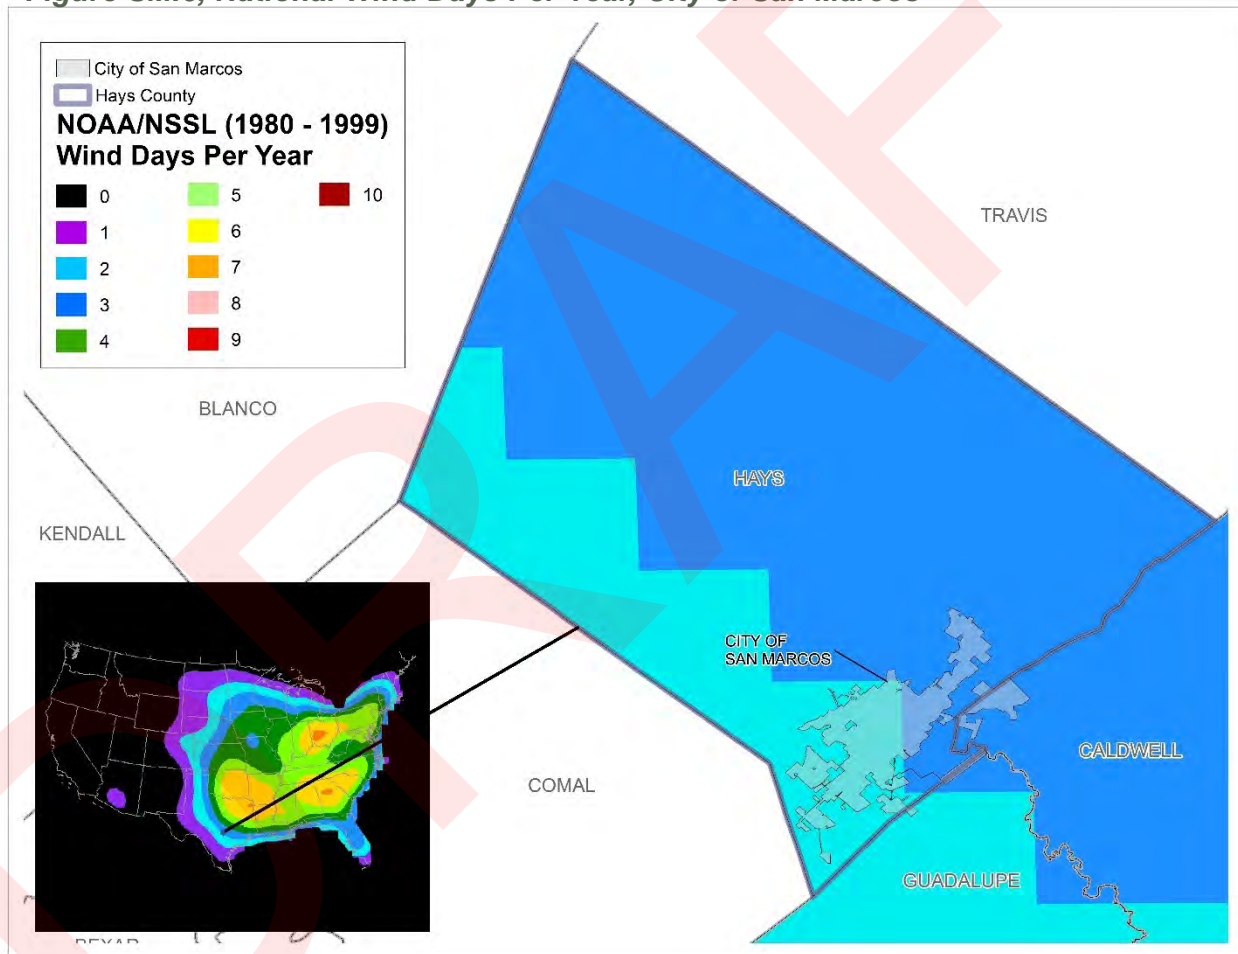 City of San Marcos
Hays County
NOAA/NSSL (1980 - 1999)
Wind Days Per Year
0 5 10
1 6
2 7
3 8
4 9
TRAVIS
BLANCO
HAYS
KENDALL
CITY OF
SAN MARCOS
CALDWELL
COMAL
GUADALUPE
DRAF